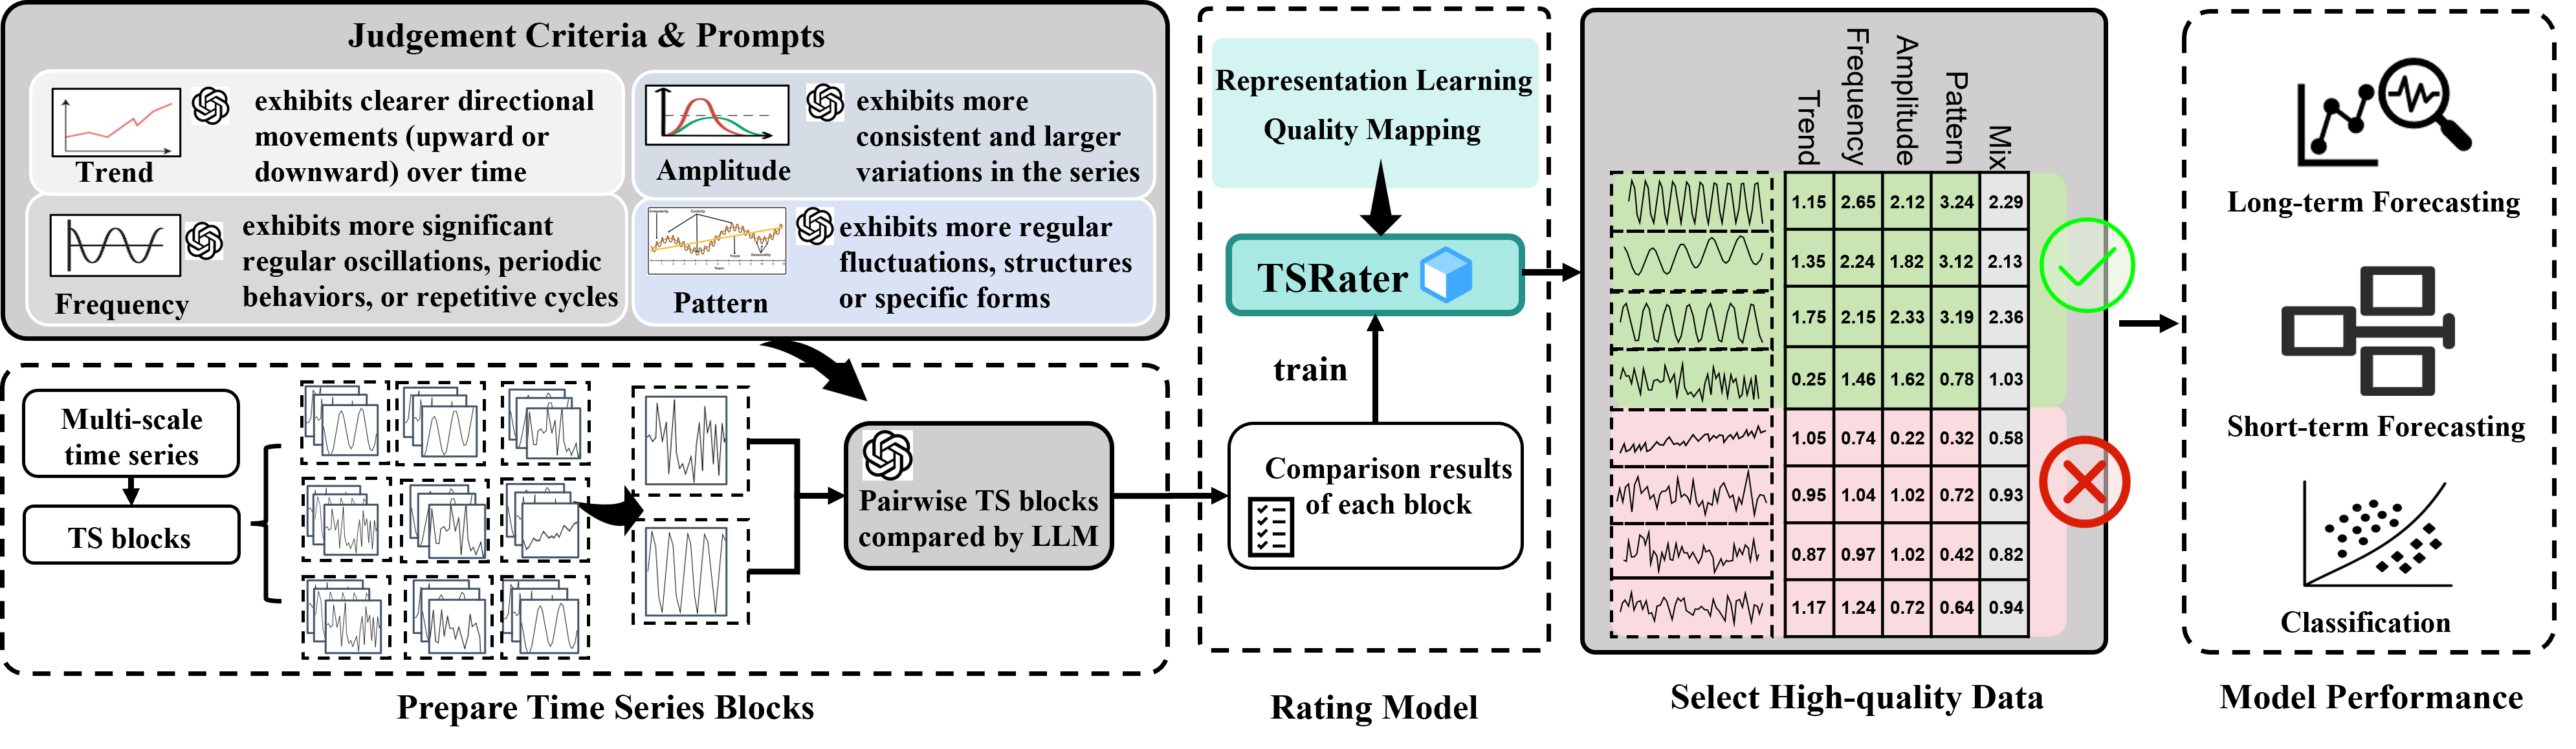 Judgement Criteria & Prompts
Trend
exhibits clearer directional
movements (upward or
downward) over time
Amplitude
exhibits more
consistent and larger
variations in the series
Frequency
exhibits more significant
regular oscillations, periodic
behaviors, or repetitive cycles
Pattern
exhibits more regular
fluctuations, structures
or specific forms
Multi-scale
time series
TS blocks
Pairwise TS blocks
compared by LLM
Prepare Time Series Blocks
Representation Learning
Quality Mapping
TSRater
train
Comparison results
of each block
Rating Model
Trend Frequency Amplitude Pattern Mix
1.15 2.65 2.12 3.24 2.29
1.35 2.24 1.82 3.12 2.13
1.75 2.15 2.33 3.19 2.36
0.25 1.46 1.62 0.78 1.03
1.05 0.74 0.22 0.32 0.58
0.95 1.04 1.02 0.72 0.93
0.87 0.97 1.02 0.42 0.82
1.17 1.24 0.72 0.64 0.94
Select High-quality Data
Long-term Forecasting
Short-term Forecasting
Classification
Model Performance